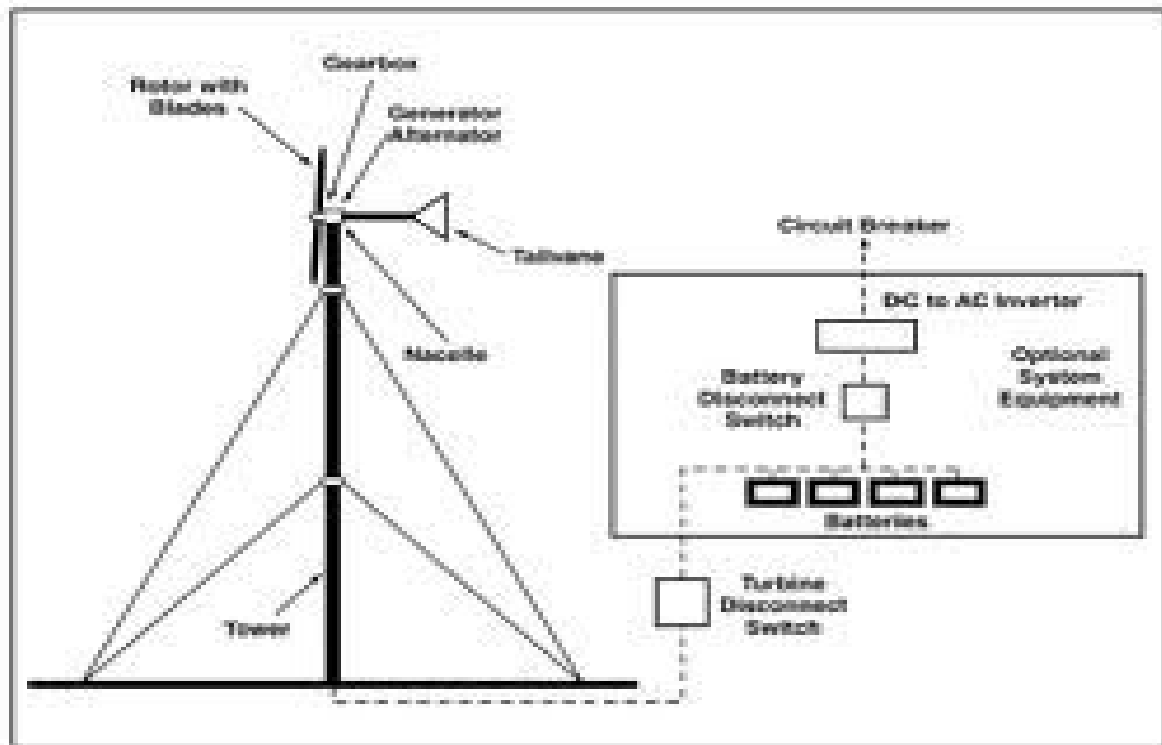 Gearbox
Rotor with
Blades
Generator
Alternator
Tailvane
Nacelle
Tower
Circuit Breaker
DC to AC Inverter
Optional
System
Equipment
Battery
Disconnect
Switch
Batteries
Turbine
Disconnect
Switch